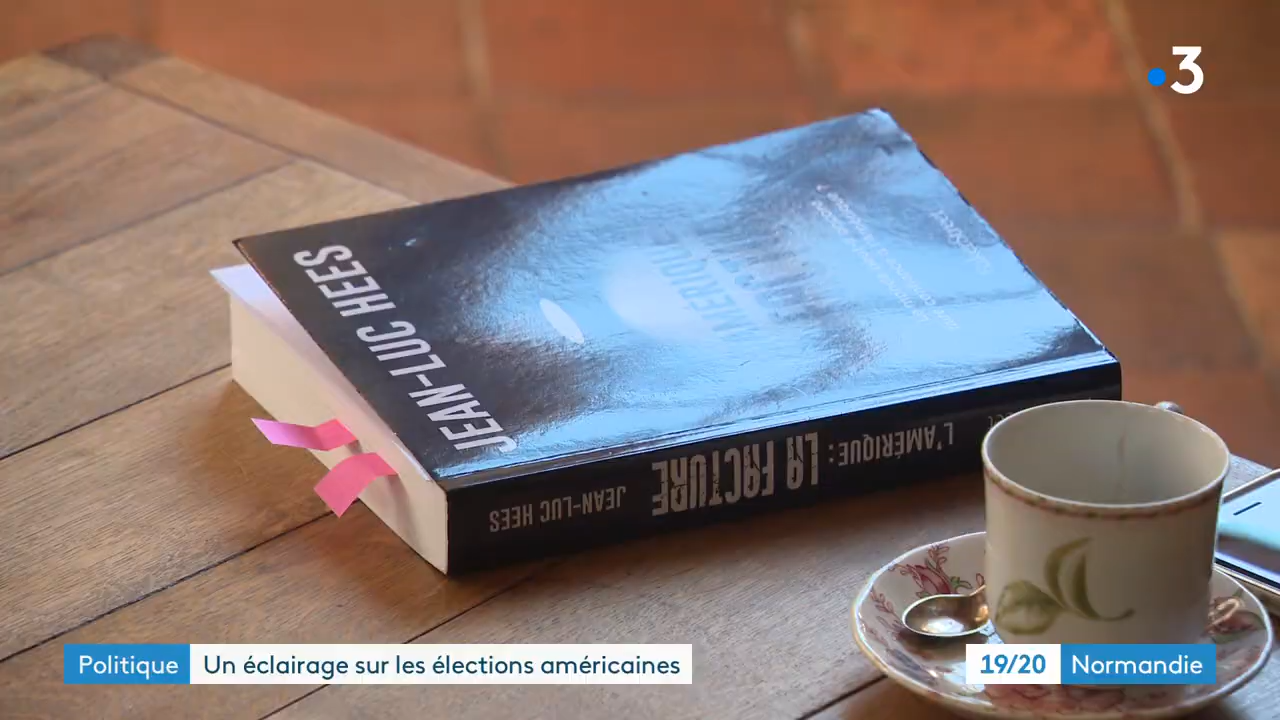 3
JEAN-LUC HEES
L'AMÉRIQUE
L'AMÉRIQUE : LA FACTURE
JEAN-LUC HEES
Politique
Un éclairage sur les élections américaines
19/20
Normandie